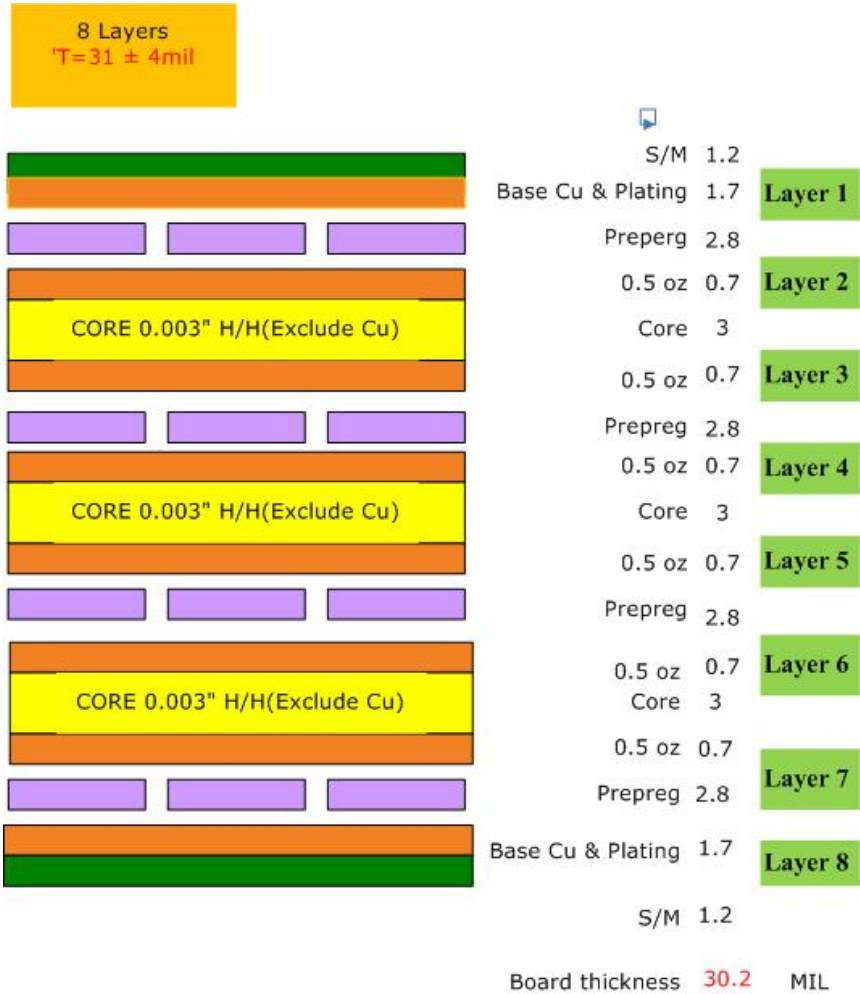 8 Layers
'T=31 ± 4mil
S/M 1.2
Base Cu & Plating 1.7 Layer 1
Preperg 2.8
0.5 oz 0.7 Layer 2
CORE 0.003" H/H(Exclude Cu) Core 3
0.5 oz 0.7 Layer 3
Prepreg 2.8
0.5 oz 0.7 Layer 4
CORE 0.003" H/H(Exclude Cu) Core 3
0.5 oz 0.7 Layer 5
Prepreg 2.8
0.5 oz 0.7 Layer 6
CORE 0.003" H/H(Exclude Cu) Core 3
0.5 oz 0.7
Layer 7
Prepreg 2.8
Base Cu & Plating 1.7 Layer 8
S/M 1.2
Board thickness 30.2 MIL